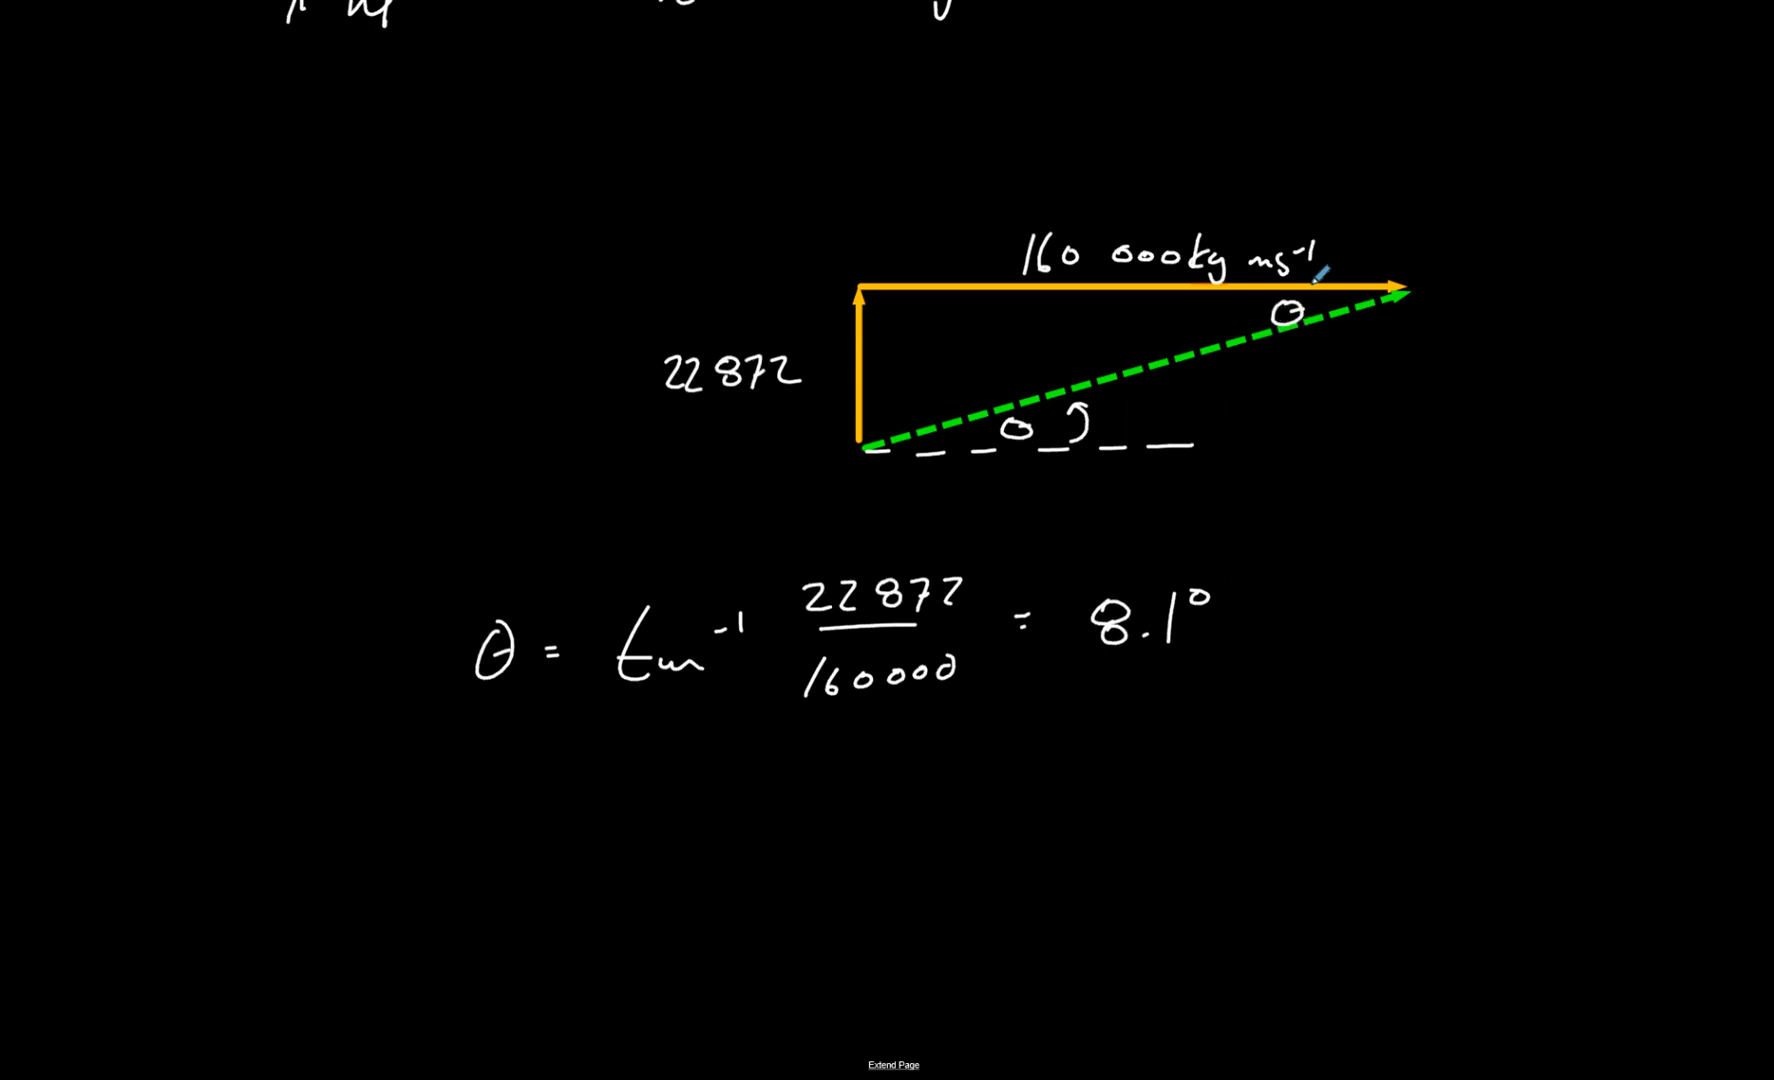 160 000kg ms⁻¹
θ
22872
θ
θ = tan⁻¹ 22872/160000 = 8.1°
Extend Page